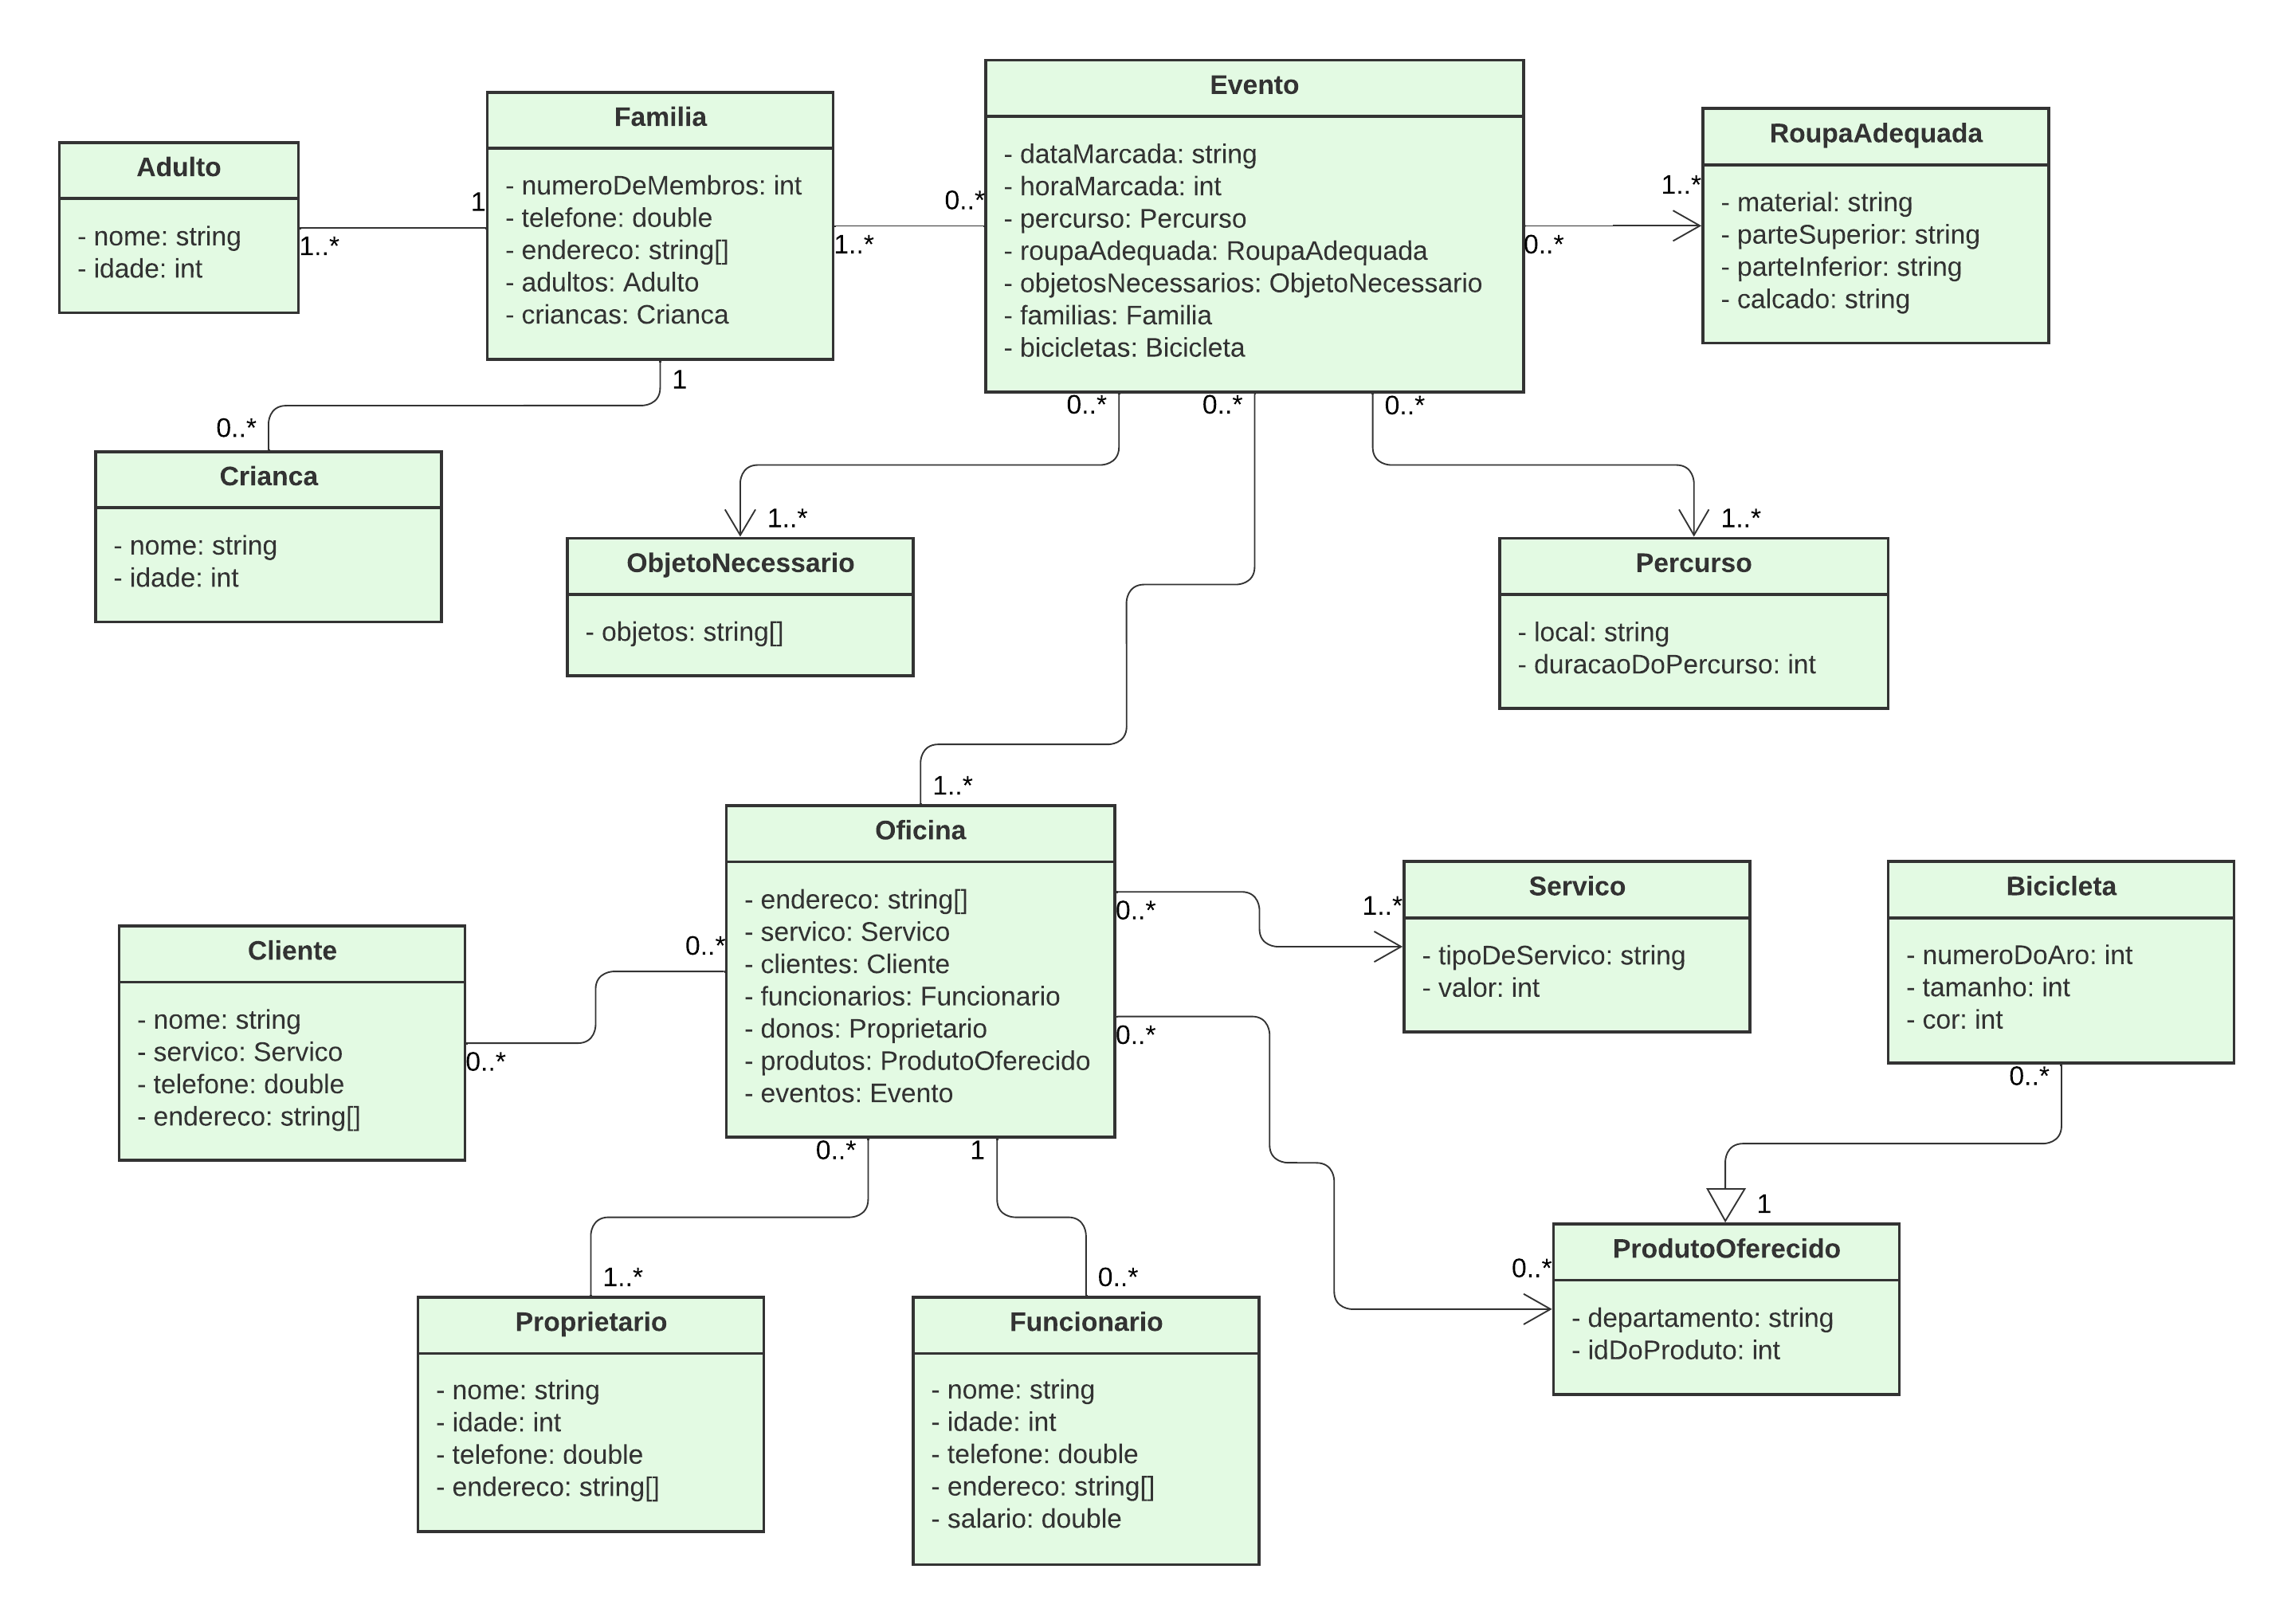 Evento
- dataMarcada: string
- horaMarcada: int
- percurso: Percurso
- roupaAdequada: RoupaAdequada
- objetosNecessarios: ObjetoNecessario
- familias: Familia
- bicicletas: Bicicleta
Familia
- numeroDeMembros: int
- telefone: double
- endereco: string[]
- adultos: Adulto
- criancas: Crianca
RoupaAdequada
- material: string
- parteSuperior: string
- parteInferior: string
- calcado: string
Adulto
- nome: string
- idade: int
1
1..*
0..*
1..*
1..*
0..*
1
0..*
0..*
0..*
0..*
Crianca
- nome: string
- idade: int
1..*
1..*
ObjetoNecessario
- objetos: string[]
Percurso
- local: string
- duracaoDoPercurso: int
1..*
Oficina
- endereco: string[]
- servico: Servico
- clientes: Cliente
- funcionarios: Funcionario
- donos: Proprietario
- produtos: ProdutoOferecido
- eventos: Evento
Servico
- tipoDeServico: string
- valor: int
Bicicleta
- numeroDoAro: int
- tamanho: int
- cor: int
1..*
0..*
Cliente
- nome: string
- servico: Servico
- telefone: double
- endereco: string[]
0..*
0..*
0..*
0..*
0..*
1
1
1..*
0..*
0..*
ProdutoOferecido
- departamento: string
- idDoProduto: int
Proprietario
- nome: string
- idade: int
- telefone: double
- endereco: string[]
Funcionario
- nome: string
- idade: int
- telefone: double
- endereco: string[]
- salario: double